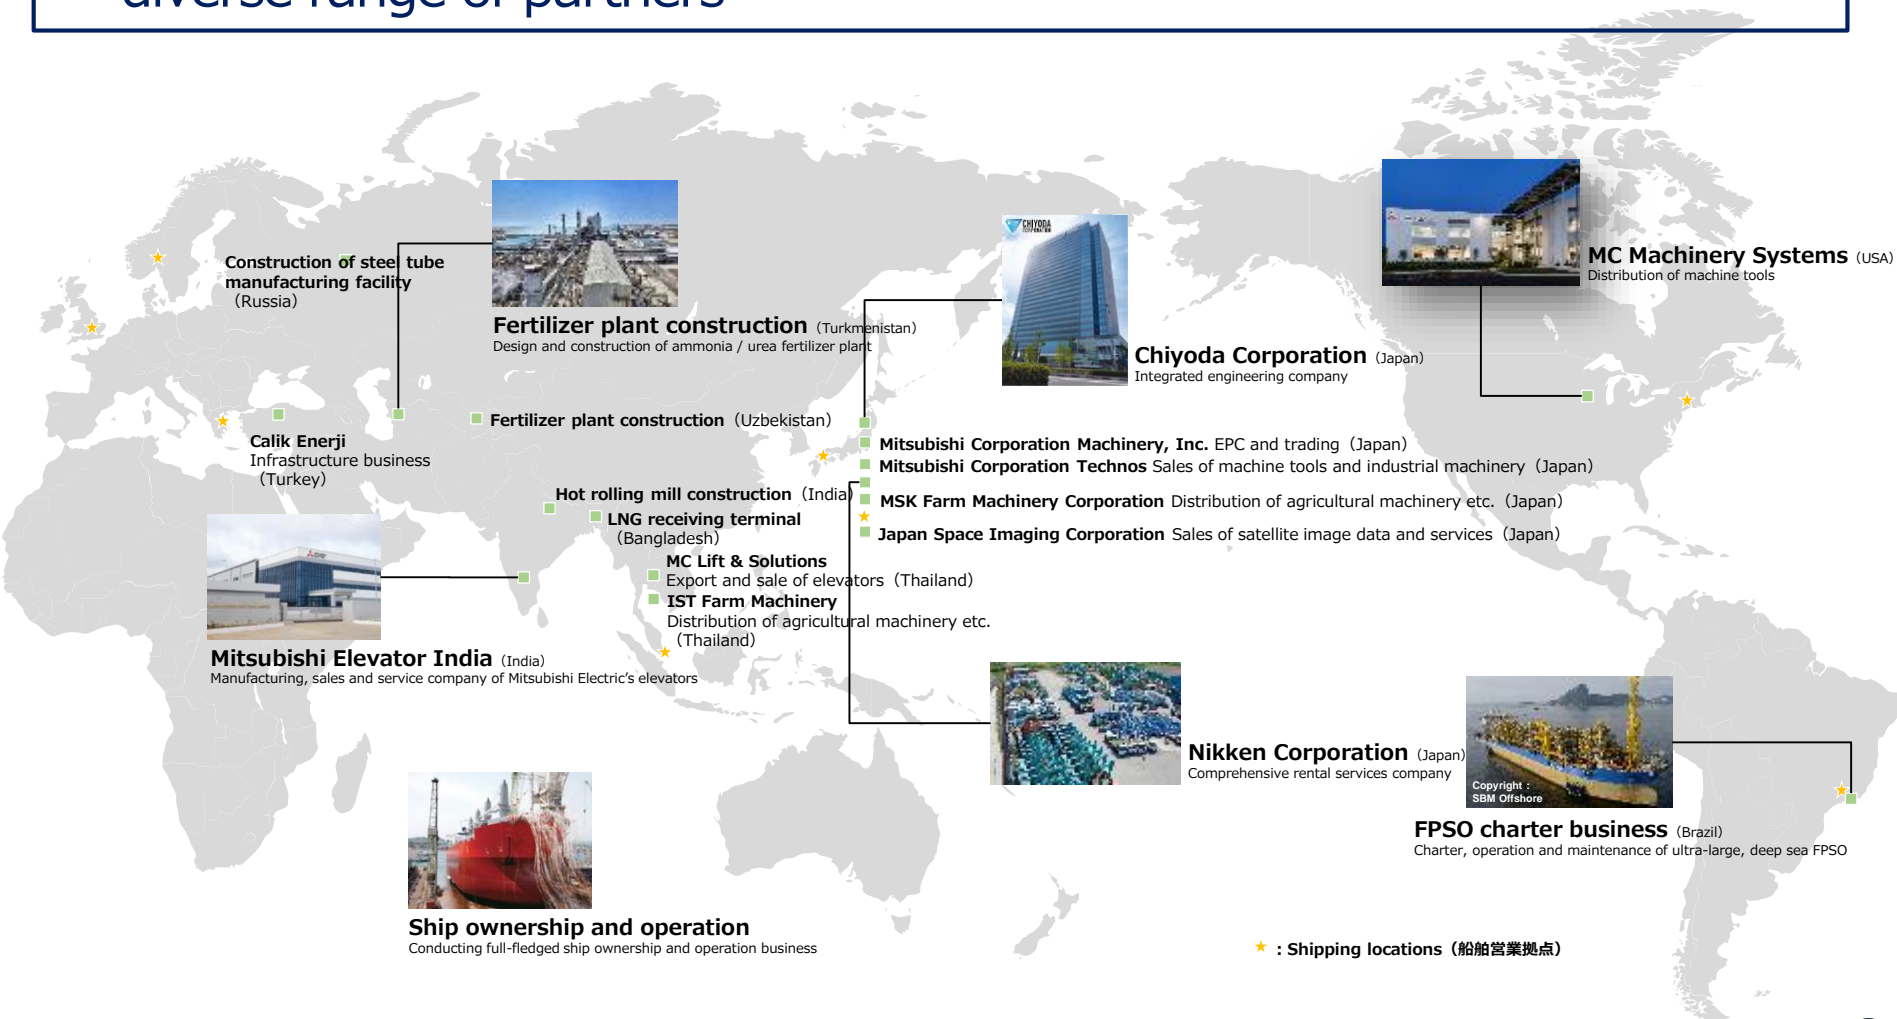 diverse range of partners
CHIYODA
CORPORATION
MC Machinery Systems (USA)
Distribution of machine tools
Construction of steel tube
manufacturing facility
（Russia）
Fertilizer plant construction (Turkmenistan)
Design and construction of ammonia / urea fertilizer plant
Chiyoda Corporation (Japan)
Integrated engineering company
Fertilizer plant construction（Uzbekistan）
Calik Enerji
Infrastructure business
（Turkey）
Mitsubishi Corporation Machinery, Inc. EPC and trading（Japan）
Mitsubishi Corporation Technos Sales of machine tools and industrial machinery（Japan）
Hot rolling mill construction（India）
MSK Farm Machinery Corporation Distribution of agricultural machinery etc.（Japan）
LNG receiving terminal
（Bangladesh）
Japan Space Imaging Corporation Sales of satellite image data and services（Japan）
MC Lift & Solutions
Export and sale of elevators（Thailand）
IST Farm Machinery
Distribution of agricultural machinery etc.
（Thailand）
Mitsubishi Elevator India (India)
Manufacturing, sales and service company of Mitsubishi Electric’s elevators
Nikken Corporation (Japan)
Comprehensive rental services company
Copyright :
SBM Offshore
FPSO charter business (Brazil)
Charter, operation and maintenance of ultra-large, deep sea FPSO
Ship ownership and operation
Conducting full-fledged ship ownership and operation business
★ : Shipping locations（船舶営業拠点）